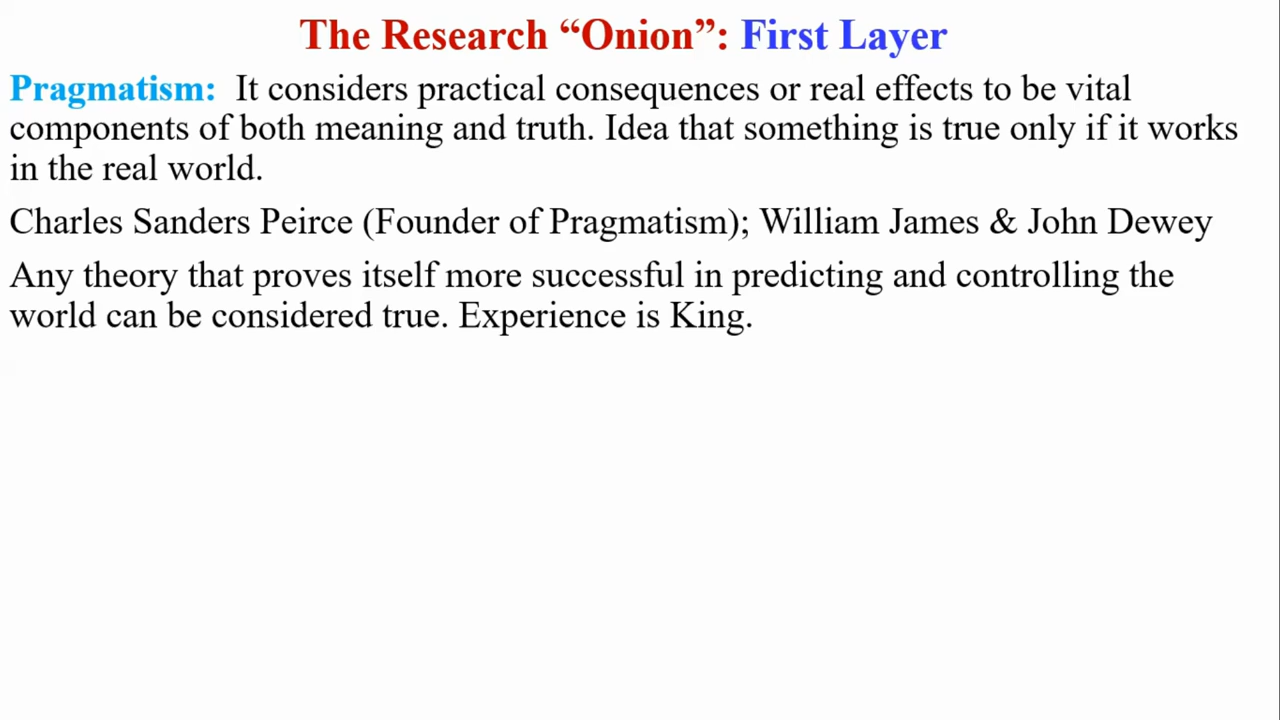 The Research “Onion”: First Layer
Pragmatism: It considers practical consequences or real effects to be vital
components of both meaning and truth. Idea that something is true only if it works
in the real world.
Charles Sanders Peirce (Founder of Pragmatism); William James & John Dewey
Any theory that proves itself more successful in predicting and controlling the
world can be considered true. Experience is King.